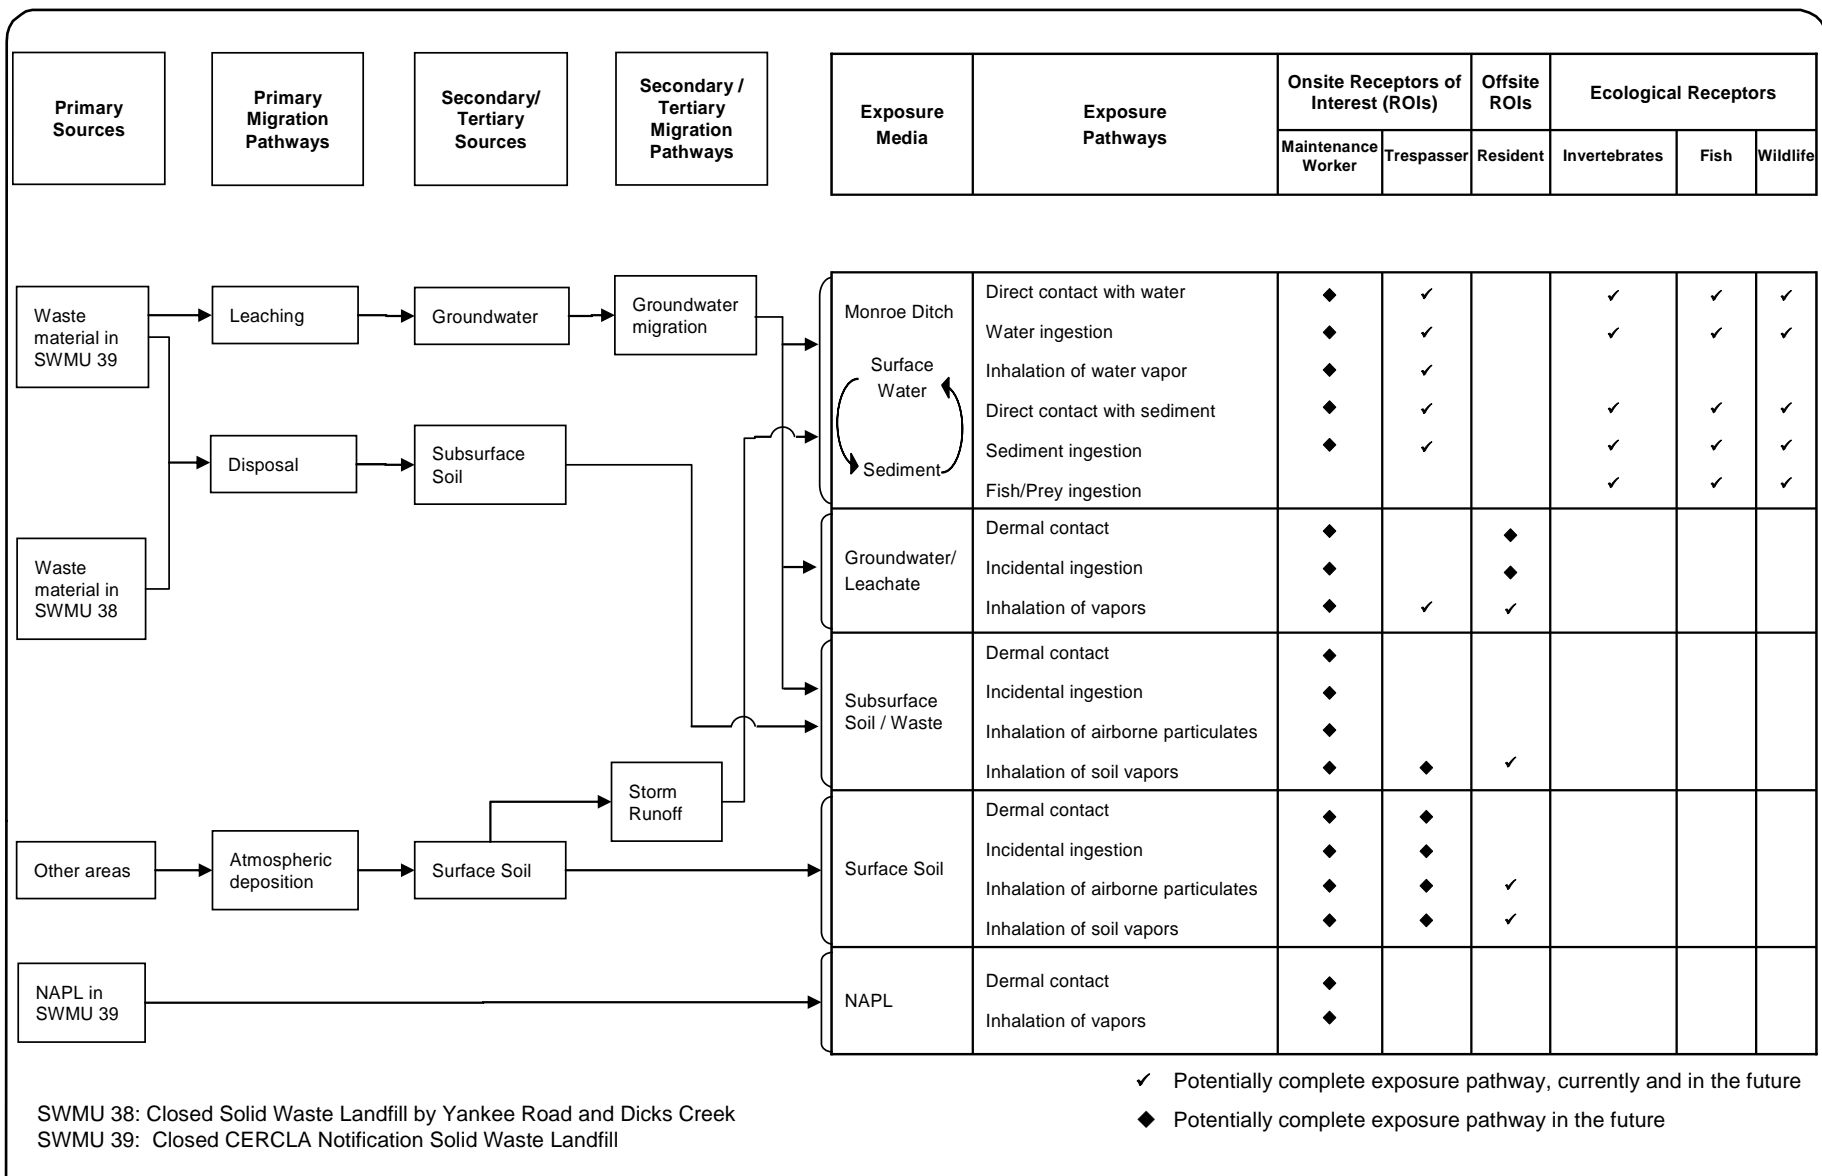 Primary
Sources
Primary
Migration
Pathways
Secondary/
Tertiary
Sources
Secondary /
Tertiary
Migration
Pathways
Exposure
Media
Exposure
Pathways
Onsite Receptors of
Interest (ROIs)
Offsite
ROIs
Ecological Receptors
Maintenance
Worker
Trespasser
Resident
Invertebrates
Fish
Wildlife
Waste
material in
SWMU 39
Leaching
Groundwater
Groundwater
migration
Disposal
Subsurface
Soil
Waste
material in
SWMU 38
Storm
Runoff
Other areas
Atmospheric
deposition
Surface Soil
NAPL in
SWMU 39
Monroe Ditch
Surface
Water
Sediment
Direct contact with water ◆ ✓ ✓ ✓ ✓
Water ingestion ◆ ✓ ✓ ✓ ✓
Inhalation of water vapor ◆ ✓
Direct contact with sediment ◆ ✓ ✓ ✓ ✓
Sediment ingestion ◆ ✓ ✓ ✓ ✓
Fish/Prey ingestion ✓ ✓ ✓
Groundwater/
Leachate
Dermal contact ◆ ◆
Incidental ingestion ◆ ◆
Inhalation of vapors ◆ ✓ ✓
Subsurface
Soil / Waste
Dermal contact ◆
Incidental ingestion ◆
Inhalation of airborne particulates ◆
Inhalation of soil vapors ◆ ◆ ✓
Surface Soil
Dermal contact ◆ ◆
Incidental ingestion ◆ ◆
Inhalation of airborne particulates ◆ ◆ ✓
Inhalation of soil vapors ◆ ◆ ✓
NAPL
Dermal contact ◆
Inhalation of vapors ◆
✓ Potentially complete exposure pathway, currently and in the future
◆ Potentially complete exposure pathway in the future
SWMU 38: Closed Solid Waste Landfill by Yankee Road and Dicks Creek
SWMU 39: Closed CERCLA Notification Solid Waste Landfill